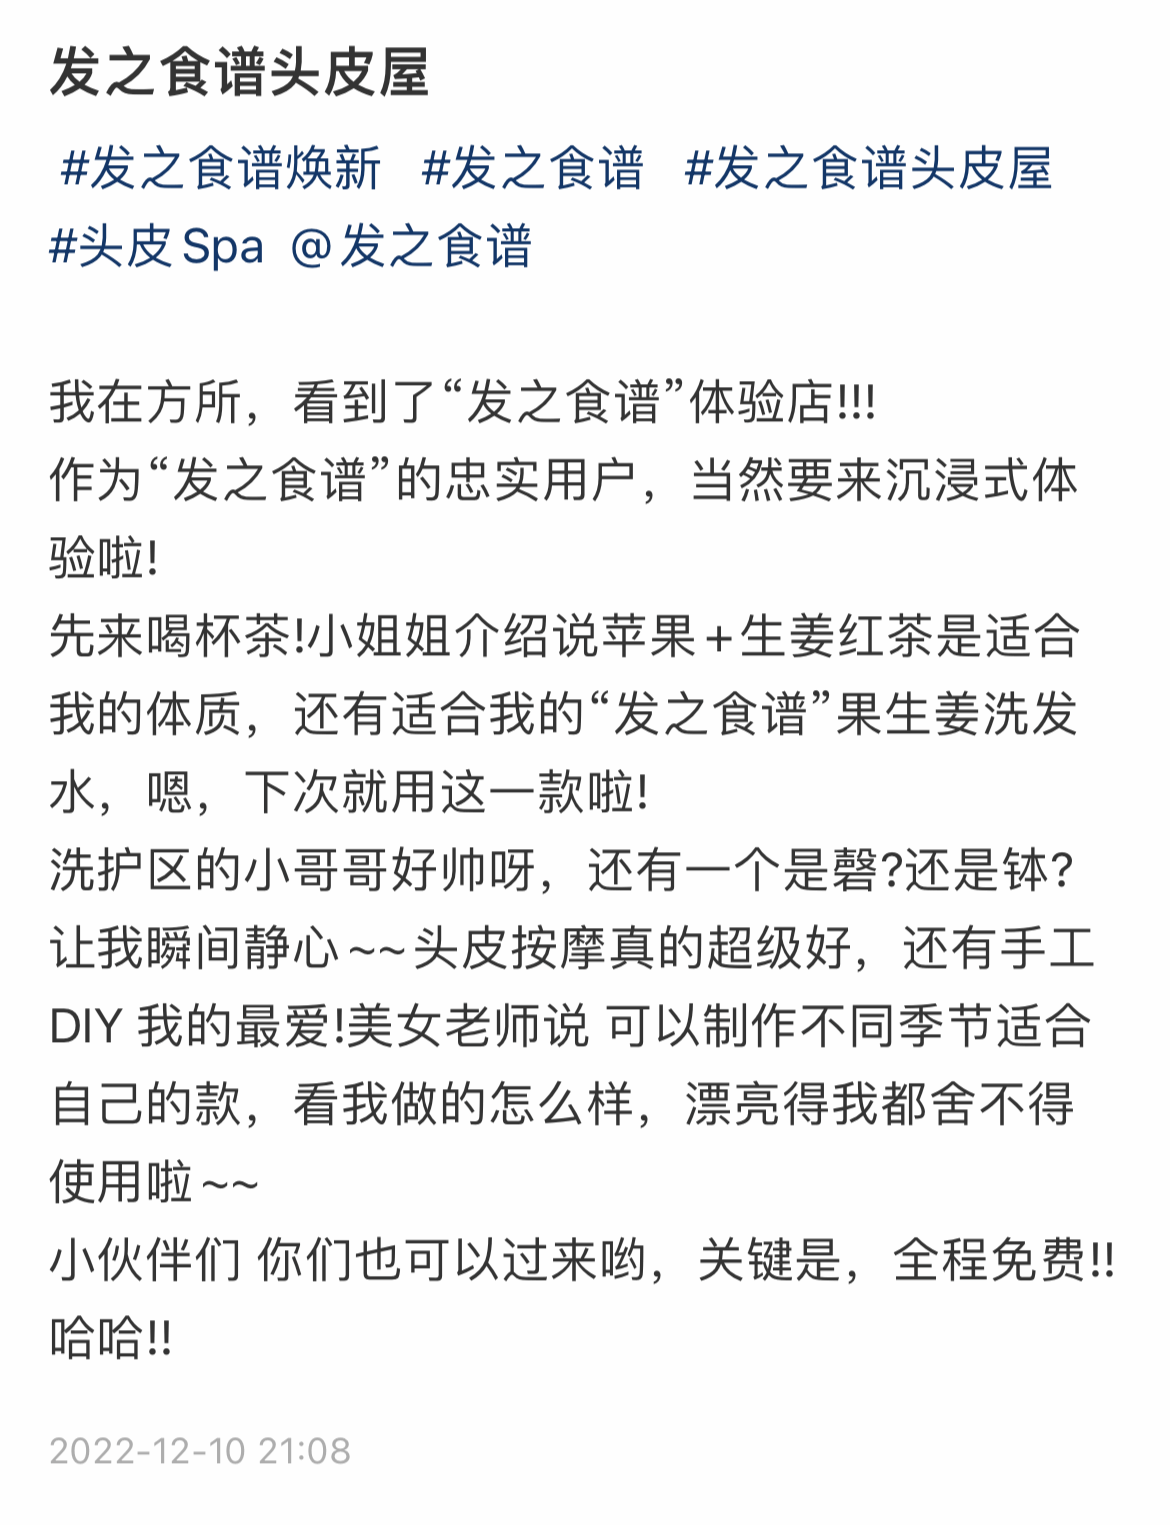 发之食谱头皮屋
#发之食谱焕新 #发之食谱 #发之食谱头皮屋
#头皮Spa @发之食谱
我在方所，看到了“发之食谱”体验店!!!
作为“发之食谱”的忠实用户，当然要来沉浸式体
验啦!
先来喝杯茶!小姐姐介绍说苹果+生姜红茶是适合
我的体质，还有适合我的“发之食谱”果生姜洗发
水，嗯，下次就用这一款啦!
洗护区的小哥哥好帅呀，还有一个是磬?还是钵?
让我瞬间静心~~头皮按摩真的超级好，还有手工
DIY 我的最爱!美女老师说 可以制作不同季节适合
自己的款，看我做的怎么样，漂亮得我都舍不得
使用啦~~
小伙伴们 你们也可以过来哟，关键是，全程免费!!
哈哈!!
2022-12-10 21:08